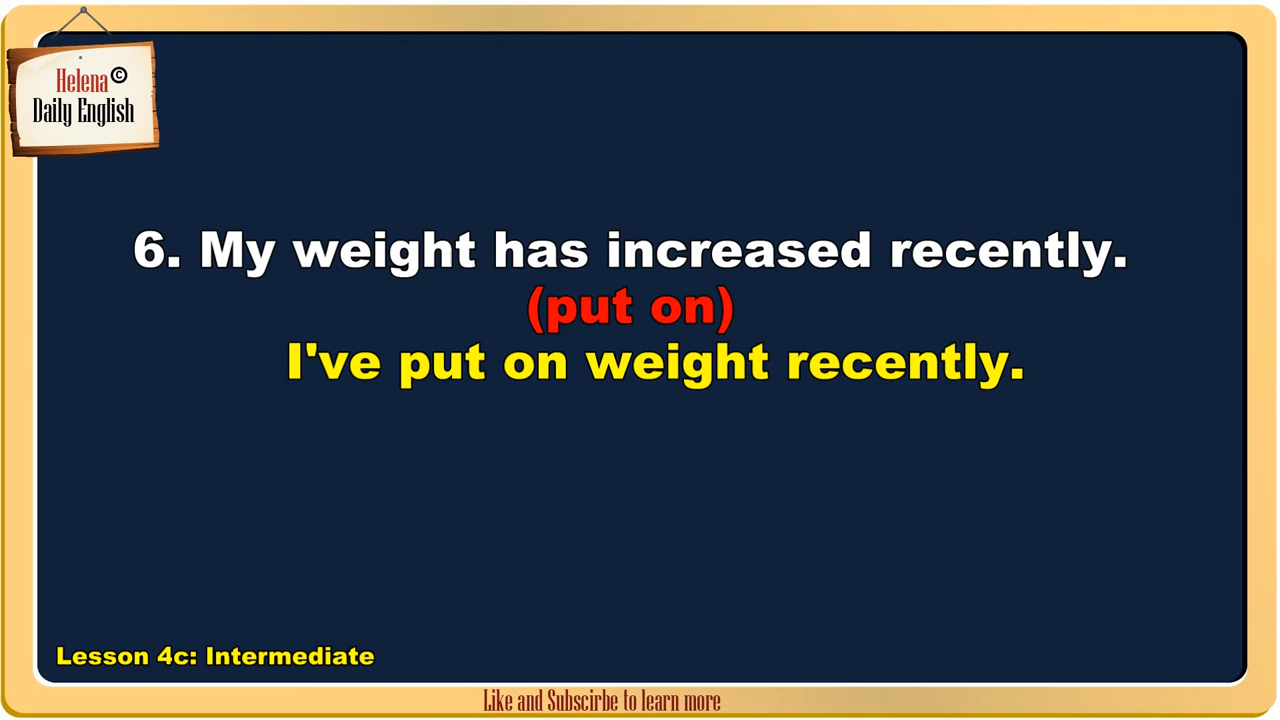 Helena©
Daily English
6. My weight has increased recently.
(put on)
I've put on weight recently.
Lesson 4c: Intermediate
Like and Subscirbe to learn more